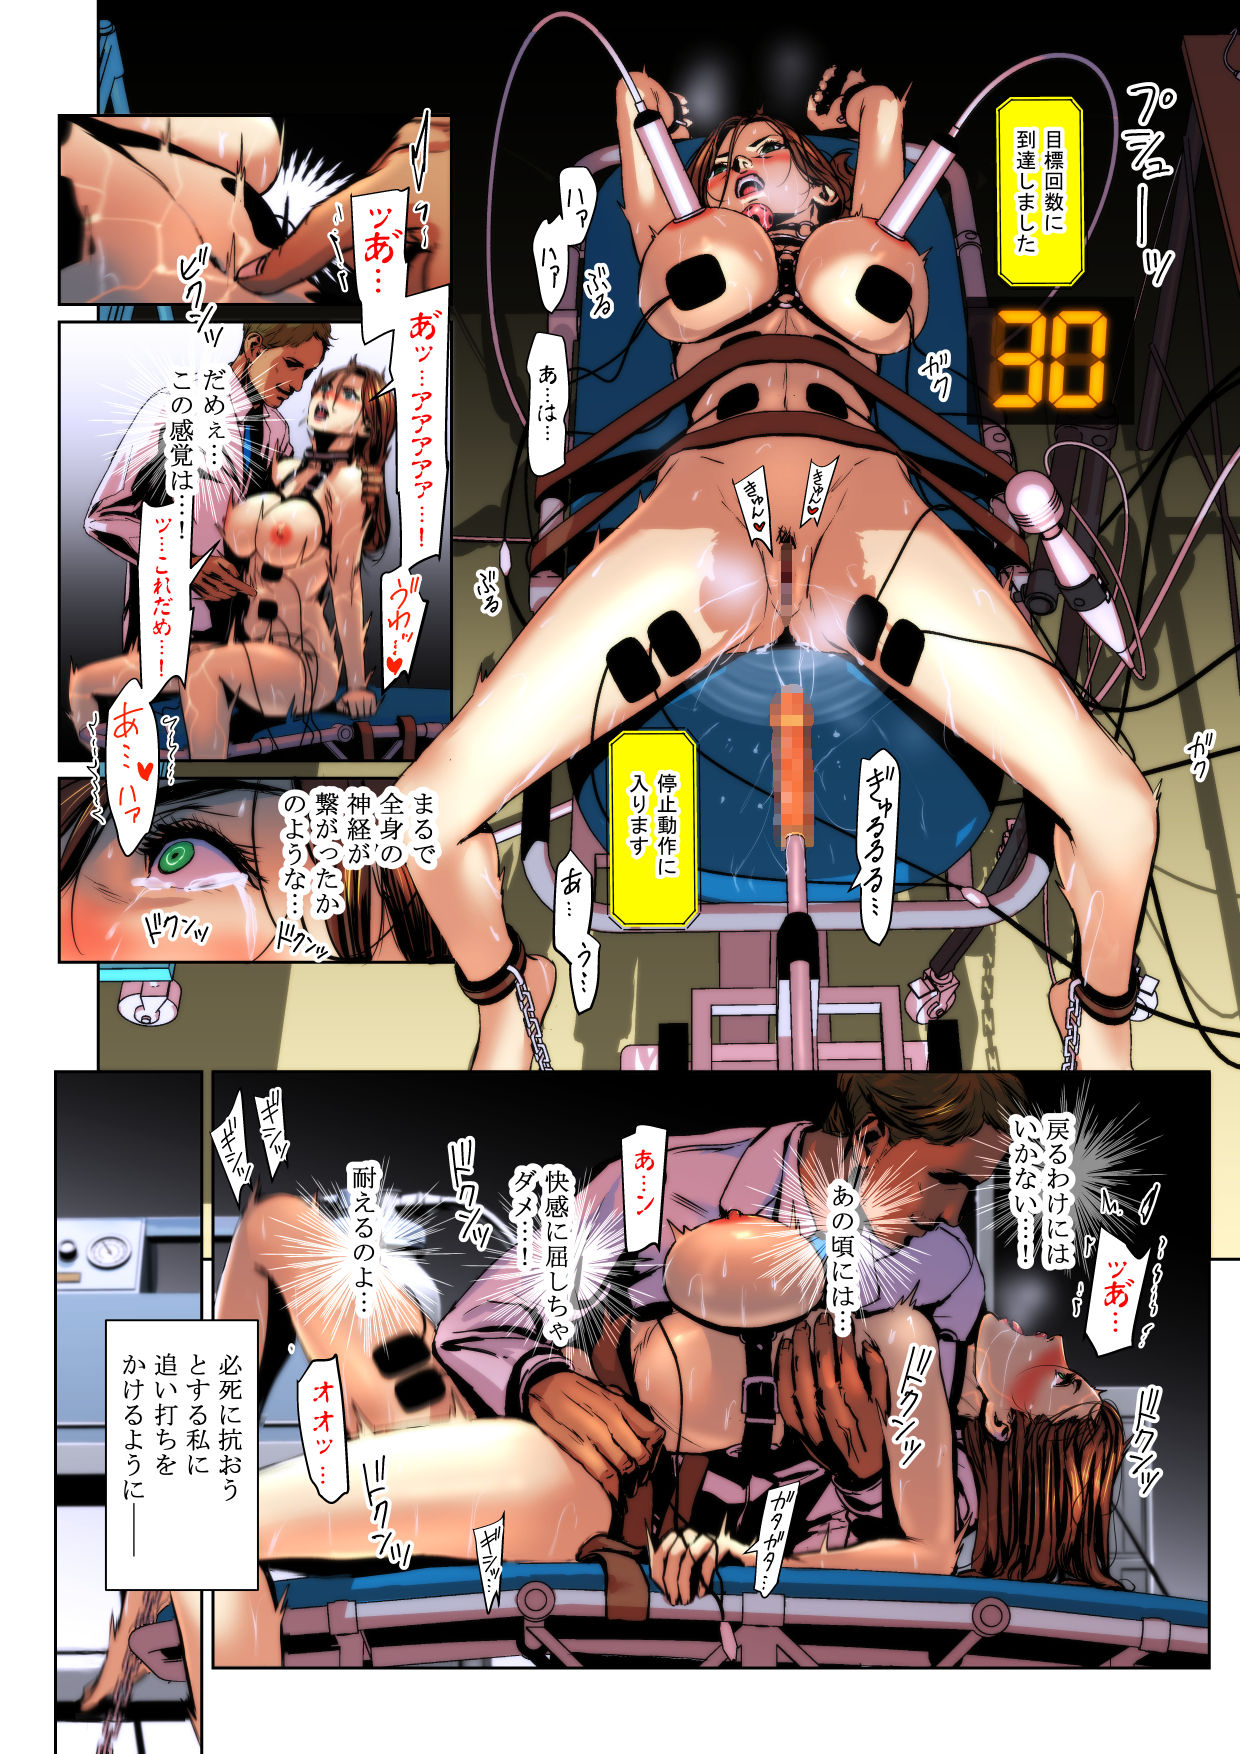 プシューーッ
目標回数に
到達しました
30
ハァ
ハァ
ぶる
ガク
あ…は…
きゅん♥
きゅん♥
ぶる
ガク
停止動作に
入ります
ぎゅるるる…
あ…
う…
ッあ゛…
ビクンッ
あ゛ッ…アアアアア…！
だめぇ…
この感覚は…！
ッ…これだめ…！
うわッ…♥
あ…♥ハァ
まるで
全身の
神経が
繋がったか
のような…
ドクンッ
ドクンッ
戻るわけには
いかない…！
ッあ゛…
あの頃には…
あ…ン
快感に屈しちゃ
ダメ…！
耐えるのよ…
ドクンッ
ギシッ
ギシッ
ドクンッ
ドクンッ
オオッ…
ドクンッ
ガタガタ…
ギシッ…
必死に抗おう
とする私に
追い打ちを
かけるように――